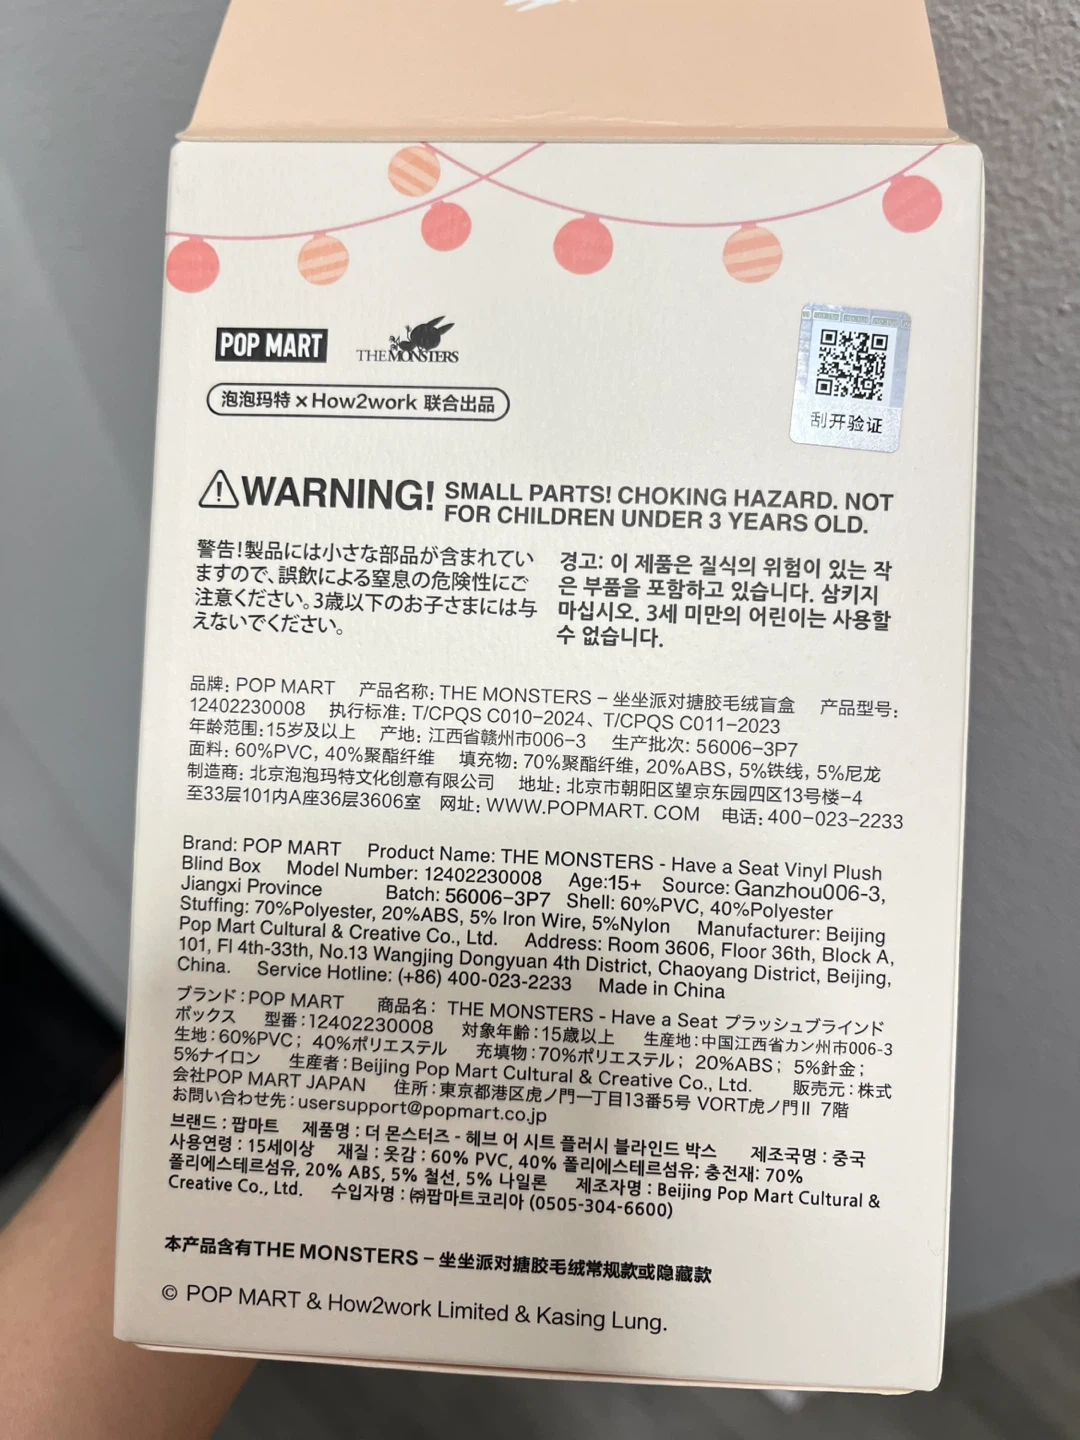 POP MART THE MONSTERS
泡泡玛特×How2work 联合出品
刮开验证
WARNING! SMALL PARTS! CHOKING HAZARD. NOT
FOR CHILDREN UNDER 3 YEARS OLD.
警告!製品には小さな部品が含まれてい
ますので、誤飲による窒息の危険性にご
注意ください。3歳以下のお子さまには与
えないでください。
경고: 이 제품은 질식의 위험이 있는 작
은 부품을 포함하고 있습니다. 삼키지
마십시오. 3세 미만의 어린이는 사용할
수 없습니다.
品牌: POP MART 产品名称: THE MONSTERS – 坐坐派对搪胶毛绒盲盒 产品型号:
12402230008 执行标准: T/CPQS C010–2024、T/CPQS C011–2023
年龄范围:15岁及以上 产地: 江西省赣州市006–3 生产批次: 56006–3P7
面料: 60%PVC, 40%聚酯纤维 填充物: 70%聚酯纤维, 20%ABS, 5%铁线, 5%尼龙
制造商: 北京泡泡玛特文化创意有限公司 地址: 北京市朝阳区望京东园四区13号楼–4
至33层101内A座36层3606室 网址: WWW.POPMART. COM 电话: 400–023–2233
Brand: POP MART Product Name: THE MONSTERS - Have a Seat Vinyl Plush
Blind Box Model Number: 12402230008 Age:15+ Source: Ganzhou006-3,
Jiangxi Province Batch: 56006–3P7 Shell: 60%PVC, 40%Polyester
Stuffing: 70%Polyester, 20%ABS, 5% Iron Wire, 5%Nylon Manufacturer: Beijing
Pop Mart Cultural & Creative Co., Ltd. Address: Room 3606, Floor 36th, Block A,
101, Fl 4th-33th, No.13 Wangjing Dongyuan 4th District, Chaoyang District, Beijing,
China. Service Hotline: (+86) 400-023-2233 Made in China
ブランド:POP MART 商品名: THE MONSTERS - Have a Seat プラッシュブラインド
ボックス 型番:12402230008 対象年齢:15歳以上 生産地:中国江西省カン州市006-3
生地:60%PVC; 40%ポリエステル 充填物:70%ポリエステル; 20%ABS; 5%針金;
5%ナイロン 生産者:Beijing Pop Mart Cultural & Creative Co., Ltd. 販売元:株式
会社POP MART JAPAN 住所:東京都港区虎ノ門一丁目13番5号 VORT虎ノ門Ⅱ 7階
お問い合わせ先:usersupport@popmart.co.jp
브랜드 : 팝마트 제품명 : 더 몬스터즈 - 헤브 어 시트 플러시 블라인드 박스 제조국명 : 중국
사용연령 : 15세이상 재질 : 옷감 : 60% PVC, 40% 폴리에스테르섬유; 충전재: 70%
폴리에스테르섬유, 20% ABS, 5% 철선, 5% 나일론 제조자명 : Beijing Pop Mart Cultural &
Creative Co., Ltd. 수입자명 : ㈜팝마트코리아 (0505-304-6600)
本产品含有THE MONSTERS – 坐坐派对搪胶毛绒常规款或隐藏款
© POP MART & How2work Limited & Kasing Lung.